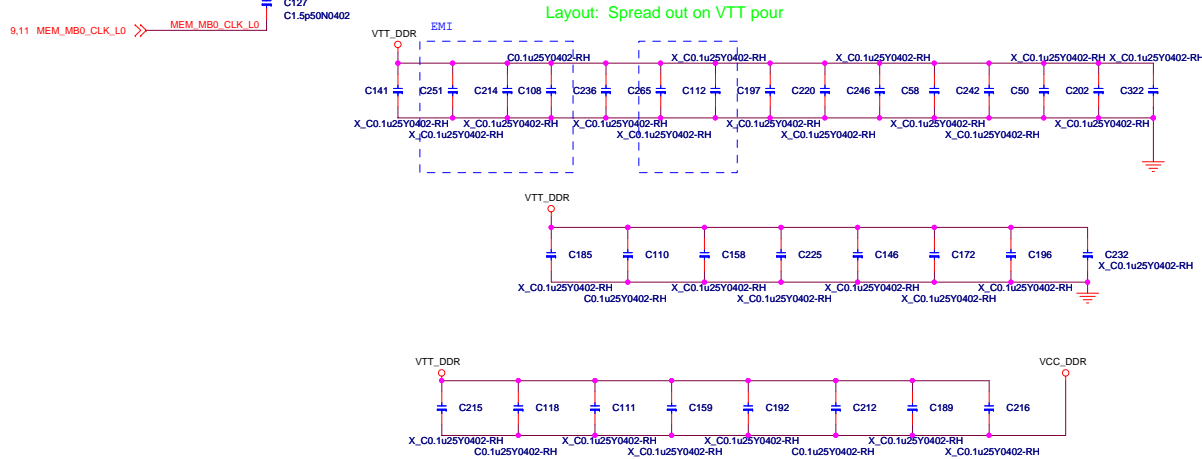 C127
C1.5p50N0402
9,11 MEM_MB0_CLK_L0
MEM_MB0_CLK_L0
Layout: Spread out on VTT pour
VTT_DDR
EMI
C0.1u25Y0402-RH
X_C0.1u25Y0402-RH
X_C0.1u25Y0402-RH
X_C0.1u25Y0402-RH
X_C0.1u25Y0402-RH
C141
C251
C214
C108
C236
C265
C112
C197
C220
C246
C58
C242
C50
C202
C322
X_C0.1u25Y0402-RH
X_C0.1u25Y0402-RH
X_C0.1u25Y0402-RH
X_C0.1u25Y0402-RH
X_C0.1u25Y0402-RH
X_C0.1u25Y0402-RH
X_C0.1u25Y0402-RH
X_C0.1u25Y0402-RH
X_C0.1u25Y0402-RH
X_C0.1u25Y0402-RH
VTT_DDR
C185
C110
C158
C225
C146
C172
C196
C232
X_C0.1u25Y0402-RH
X_C0.1u25Y0402-RH
C0.1u25Y0402-RH
X_C0.1u25Y0402-RH
X_C0.1u25Y0402-RH
X_C0.1u25Y0402-RH
X_C0.1u25Y0402-RH
X_C0.1u25Y0402-RH
VTT_DDR
VCC_DDR
C215
C118
C111
C159
C192
C212
C189
C216
X_C0.1u25Y0402-RH
C0.1u25Y0402-RH
X_C0.1u25Y0402-RH
X_C0.1u25Y0402-RH
X_C0.1u25Y0402-RH
C0.1u25Y0402-RH
X_C0.1u25Y0402-RH
X_C0.1u25Y0402-RH